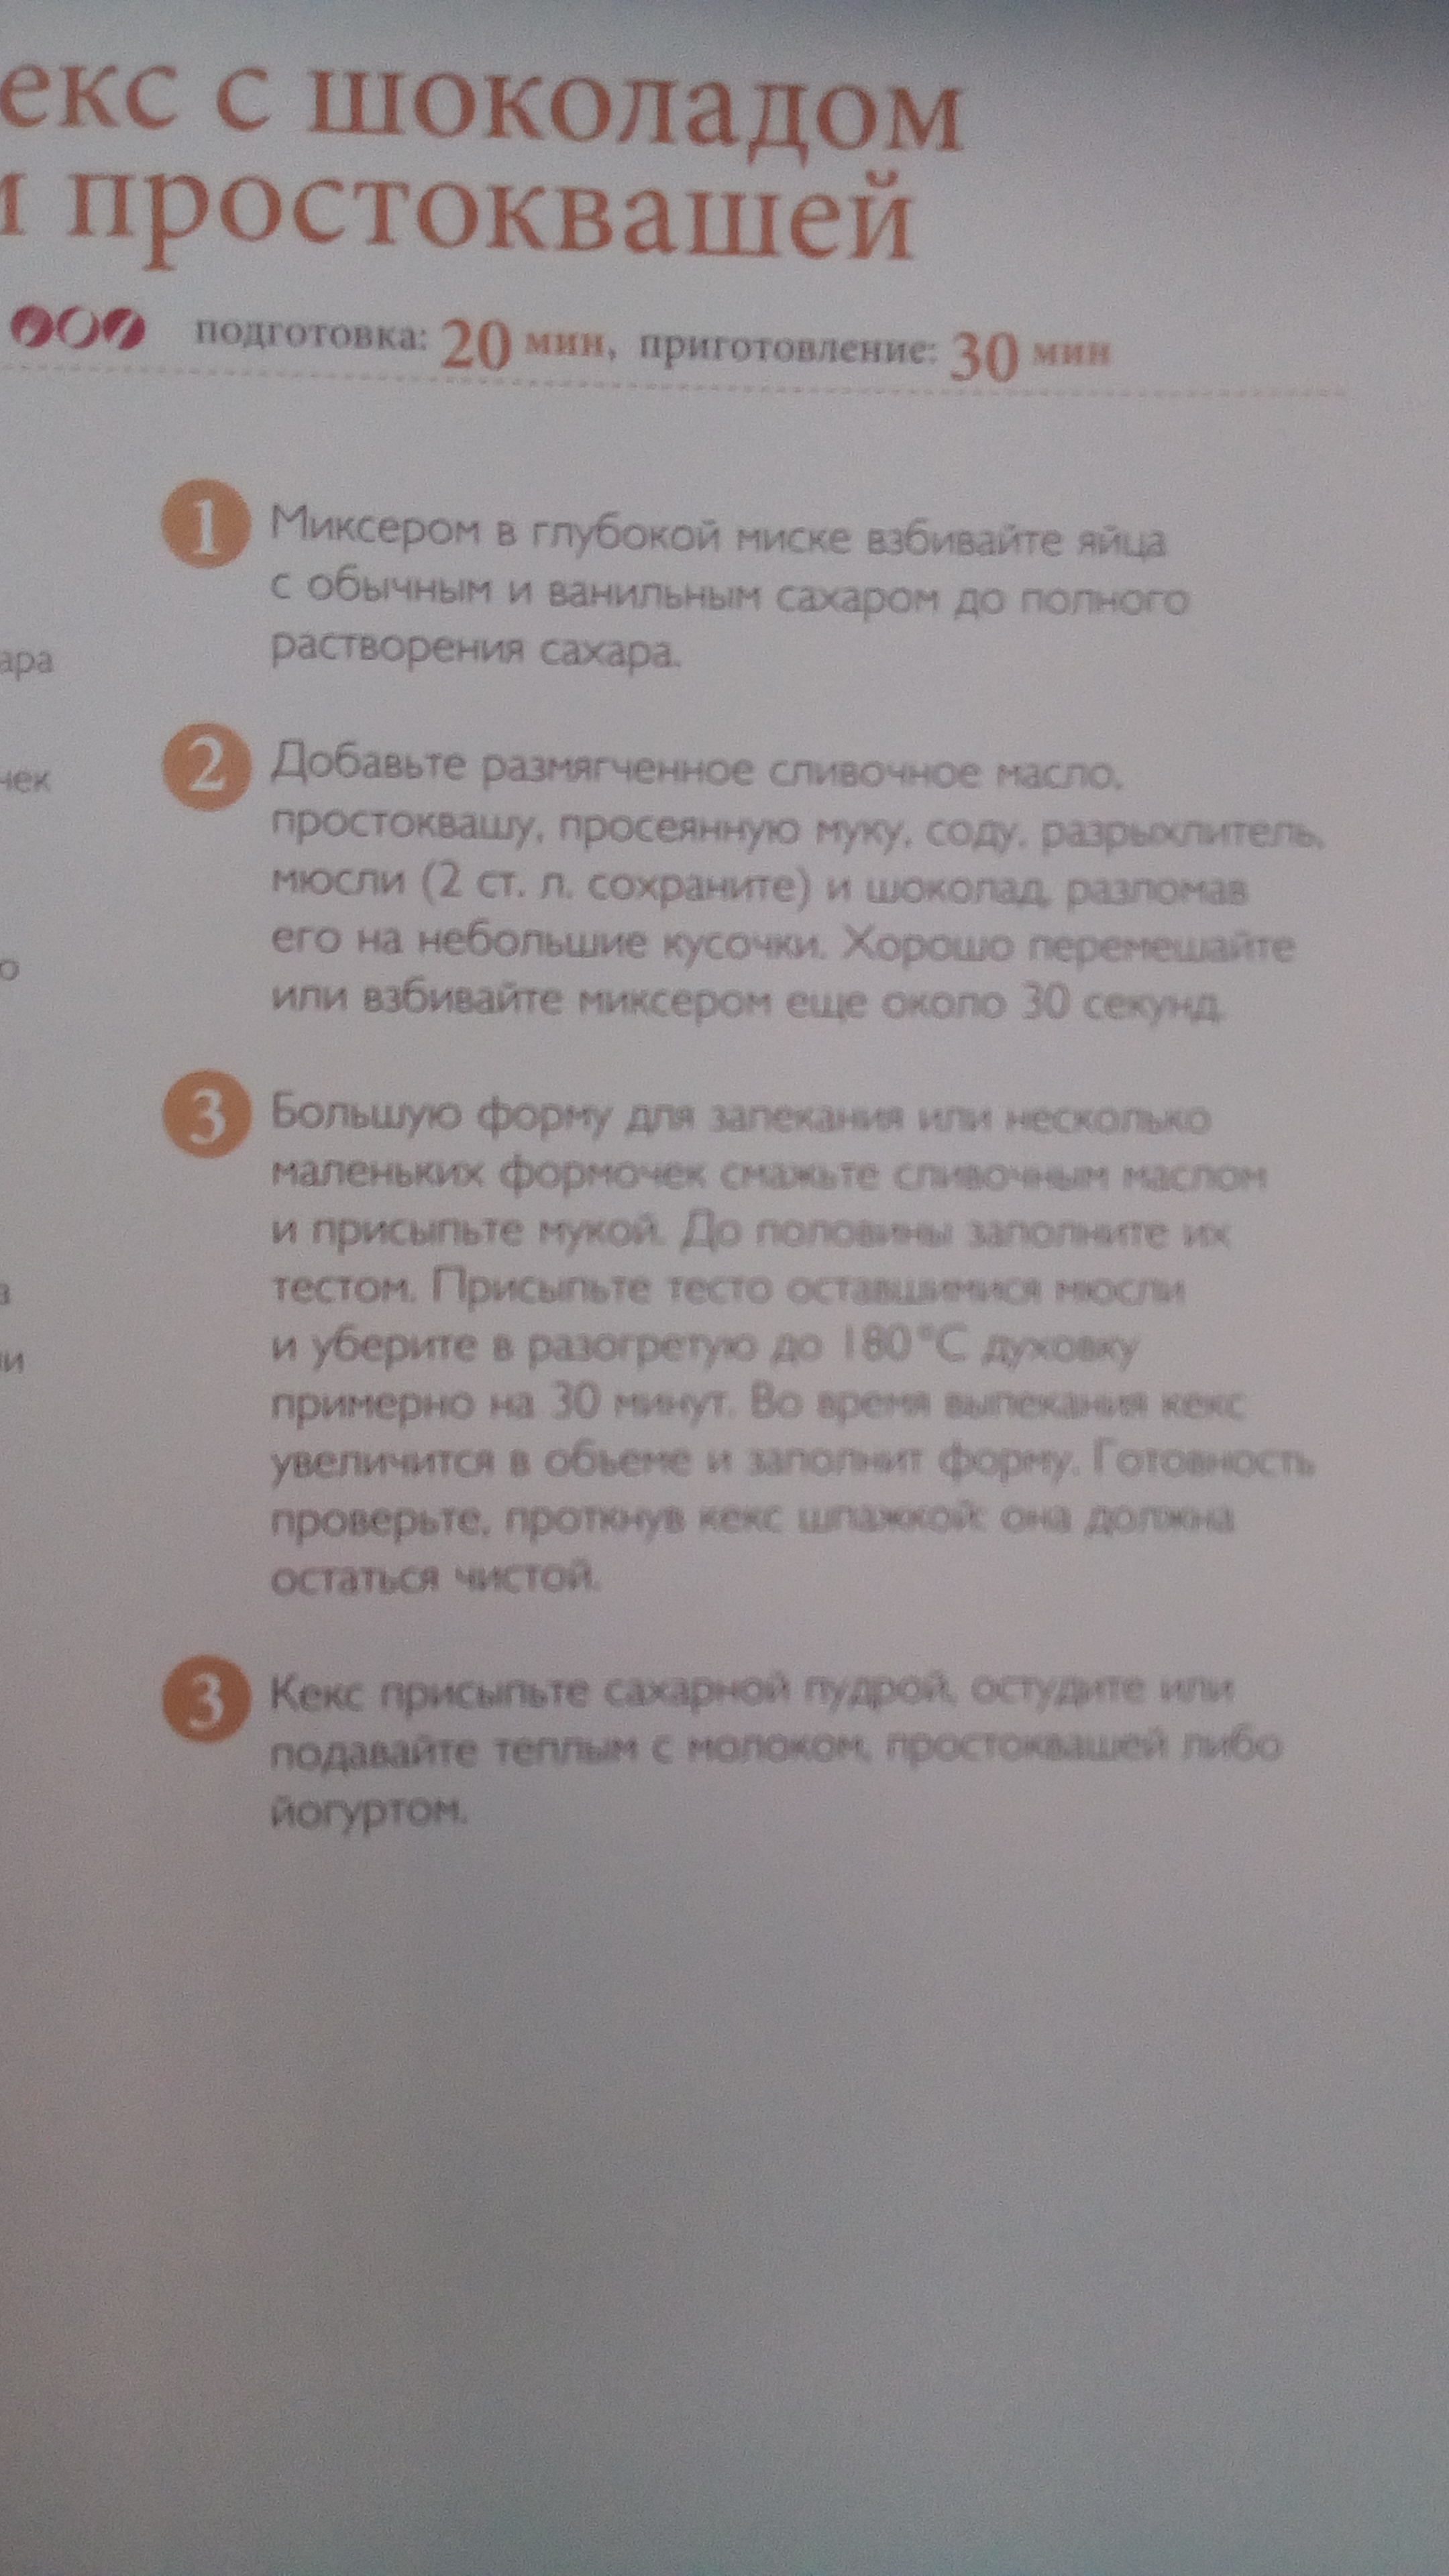 екс с шоколадом
и простоквашей
подготовка: 20 мин, приготовление: 30 мин
1 Миксером в глубокой миске взбивайте яйца
с обычным и ванильным сахаром до полного
растворения сахара.
ара
2 Добавьте размягченное сливочное масло,
чек
простоквашу, просеянную муку, соду, разрыхлитель,
мюсли (2 ст. л. сохраните) и шоколад, разломав
его на небольшие кусочки. Хорошо перемешайте
о
или взбивайте миксером еще около 30 секунд.
3 Большую форму для запекания или несколько
маленьких формочек смажьте сливочным маслом
и присыпьте мукой. До половины заполните их
тестом. Присыпьте тесто оставшимися мюсли
и уберите в разогретую до 180 °С духовку
примерно на 30 минут. Во время выпекания кекс
увеличится в объеме и заполнит форму. Готовность
проверьте, проткнув кекс шпажкой: она должна
остаться чистой.
3 Кекс присыпьте сахарной пудрой, остудите или
подавайте теплым с молоком, простоквашей либо
йогуртом.